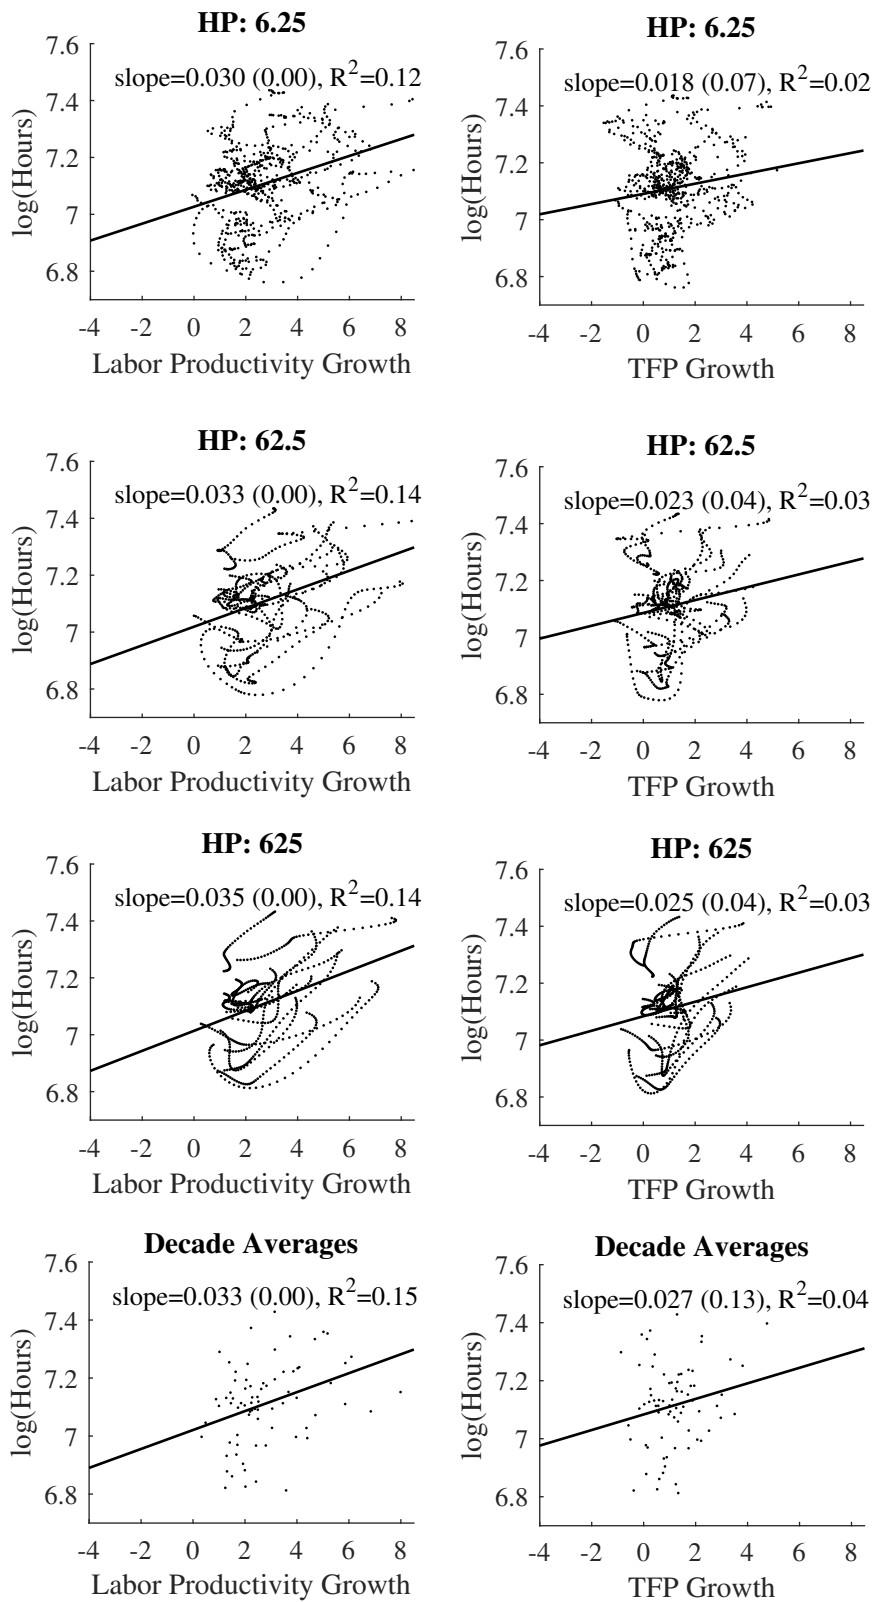 HP: 6.25
slope=0.030 (0.00), R²=0.12
log(Hours)
7.6
7.4
7.2
7
6.8
-4 -2 0 2 4 6 8
Labor Productivity Growth
HP: 6.25
slope=0.018 (0.07), R²=0.02
log(Hours)
7.6
7.4
7.2
7
6.8
-4 -2 0 2 4 6 8
TFP Growth
HP: 62.5
slope=0.033 (0.00), R²=0.14
log(Hours)
7.6
7.4
7.2
7
6.8
-4 -2 0 2 4 6 8
Labor Productivity Growth
HP: 62.5
slope=0.023 (0.04), R²=0.03
log(Hours)
7.6
7.4
7.2
7
6.8
-4 -2 0 2 4 6 8
TFP Growth
HP: 625
slope=0.035 (0.00), R²=0.14
log(Hours)
7.6
7.4
7.2
7
6.8
-4 -2 0 2 4 6 8
Labor Productivity Growth
HP: 625
slope=0.025 (0.04), R²=0.03
log(Hours)
7.6
7.4
7.2
7
6.8
-4 -2 0 2 4 6 8
TFP Growth
Decade Averages
slope=0.033 (0.00), R²=0.15
log(Hours)
7.6
7.4
7.2
7
6.8
-4 -2 0 2 4 6 8
Labor Productivity Growth
Decade Averages
slope=0.027 (0.13), R²=0.04
log(Hours)
7.6
7.4
7.2
7
6.8
-4 -2 0 2 4 6 8
TFP Growth